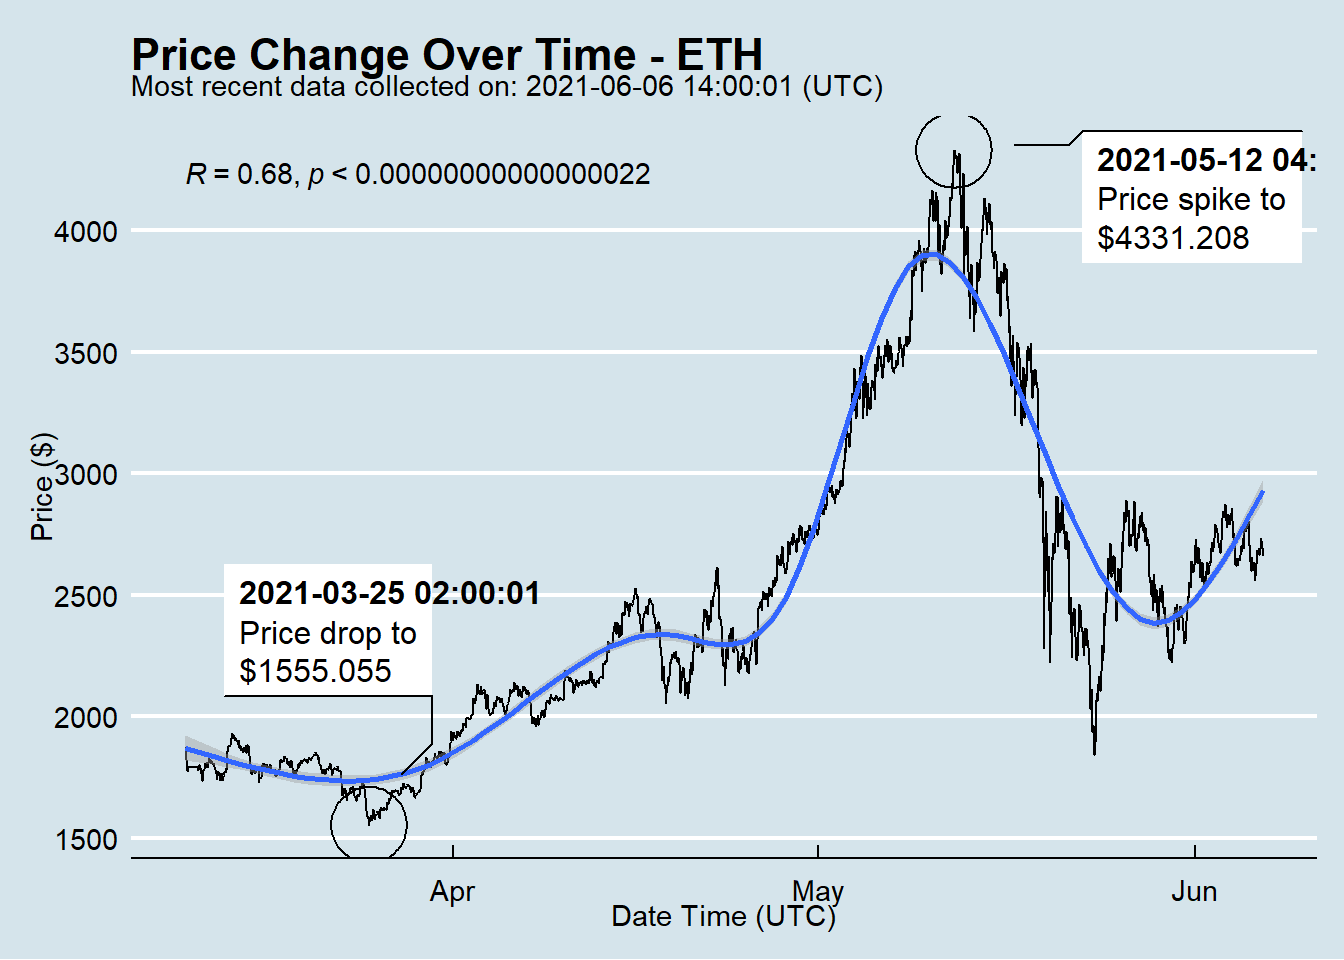 Price Change Over Time - ETH
Most recent data collected on: 2021-06-06 14:00:01 (UTC)
R = 0.68, p < 0.00000000000000022
2021-05-12 04:
Price spike to
$4331.208
4000
3500
3000
2500
2000
1500
Price ($)
2021-03-25 02:00:01
Price drop to
$1555.055
Apr
May
Jun
Date Time (UTC)